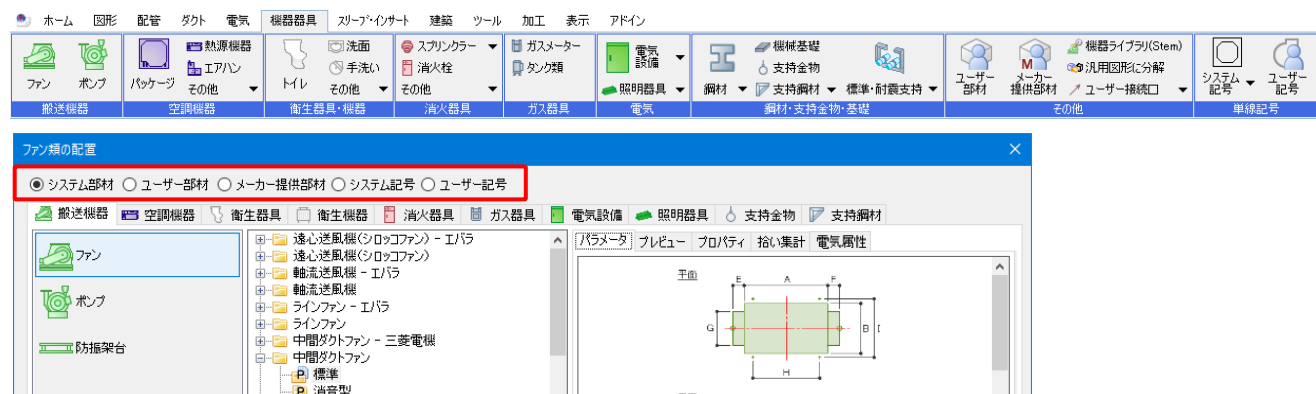 ホーム 図形 配管 ダクト 電気 機器器具 スリーブ・インサート 建築 ツール 加工 表示 アドイン
ファン ポンプ
搬送機器
パッケージ 熱源機器 エアハン その他
空調機器
トイレ 洗面 手洗い その他
衛生器具・機器
スプリンクラー 消火栓 その他
消火器具
ガスメーター タンク類
ガス器具
電気設備 照明器具
電気
鋼材 機械基礎 支持金物 支持鋼材 標準・耐震支持
鋼材・支持金物・基礎
ユーザー部材 メーカー提供部材 機器ライブラリ(Stem) 汎用図形に分解 ユーザー接続口
その他
システム記号 ユーザー記号
単線記号
ファン類の配置
システム部材 ユーザー部材 メーカー提供部材 システム記号 ユーザー記号
搬送機器 空調機器 衛生器具 衛生機器 消火器具 ガス器具 電気設備 照明器具 支持金物 支持鋼材
ファン
ポンプ
防振架台
遠心送風機(シロッコファン) - エバラ
遠心送風機(シロッコファン)
軸流送風機 - エバラ
軸流送風機
ラインファン - エバラ
ラインファン
中間ダクトファン - 三菱電機
中間ダクトファン
P 標準
P 消音型
パラメータ プレビュー プロパティ 拾い集計 電気属性
平面
E A F
G B I
H